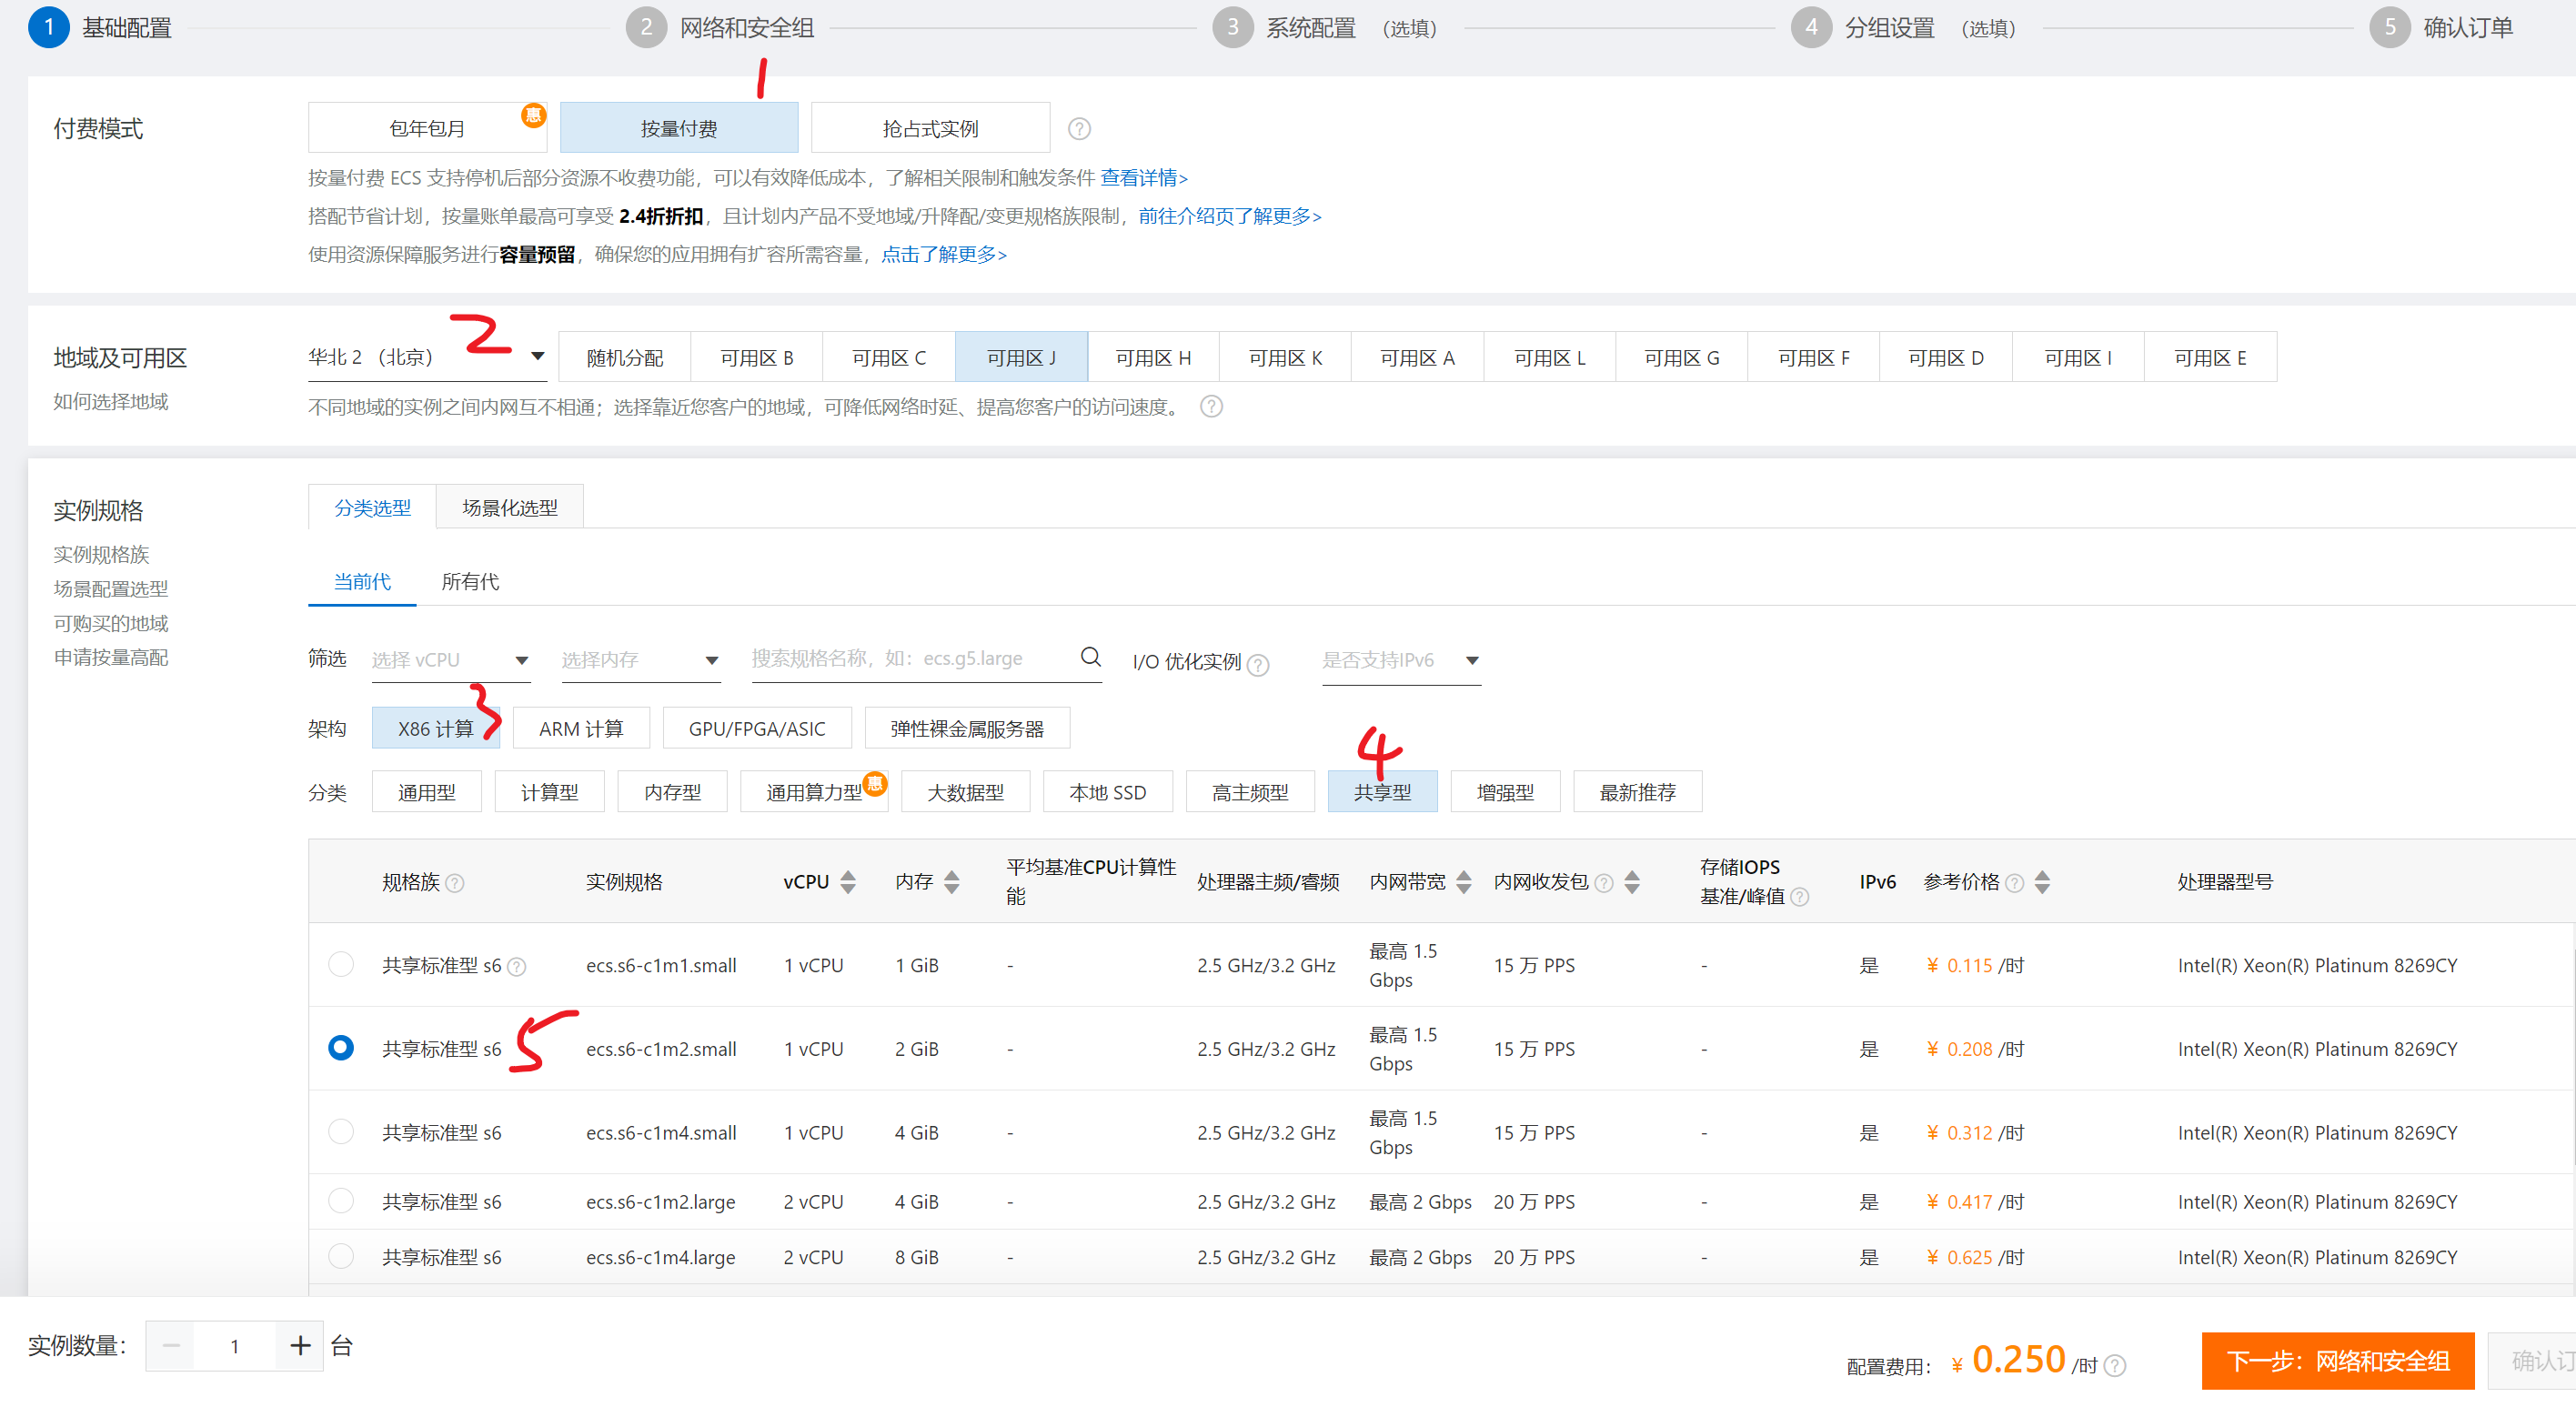 1 基础配置 2 网络和安全组 3 系统配置 （选填） 4 分组设置 （选填） 5 确认订单
1
付费模式 包年包月 惠 按量付费 抢占式实例 ?
按量付费 ECS 支持停机后部分资源不收费功能，可以有效降低成本，了解相关限制和触发条件 查看详情>
搭配节省计划，按量账单最高可享受 2.4折折扣，且计划内产品不受地域/升降配/变更规格族限制，前往介绍页了解更多>
使用资源保障服务进行容量预留，确保您的应用拥有扩容所需容量，点击了解更多>
2
地域及可用区 华北 2 （北京） 随机分配 可用区 B 可用区 C 可用区 J 可用区 H 可用区 K 可用区 A 可用区 L 可用区 G 可用区 F 可用区 D 可用区 I 可用区 E
如何选择地域 不同地域的实例之间内网互不相通；选择靠近您客户的地域，可降低网络时延、提高您客户的访问速度。 ?
实例规格 分类选型 场景化选型
实例规格族
场景配置选型 当前代 所有代
可购买的地域
申请按量高配 筛选 选择 vCPU 选择内存 搜索规格名称，如：ecs.g5.large I/O 优化实例 ? 是否支持IPv6
架构 X86 计算 3 ARM 计算 GPU/FPGA/ASIC 弹性裸金属服务器
4
分类 通用型 计算型 内存型 通用算力型 惠 大数据型 本地 SSD 高主频型 共享型 增强型 最新推荐
规格族 ? 实例规格 vCPU 内存 平均基准CPU计算性能 处理器主频/睿频 内网带宽 内网收发包 ? 存储IOPS 基准/峰值 ? IPv6 参考价格 ? 处理器型号
共享标准型 s6 ? ecs.s6-c1m1.small 1 vCPU 1 GiB - 2.5 GHz/3.2 GHz 最高 1.5 Gbps 15 万 PPS - 是 ¥ 0.115 /时 Intel(R) Xeon(R) Platinum 8269CY
共享标准型 s6 5 ecs.s6-c1m2.small 1 vCPU 2 GiB - 2.5 GHz/3.2 GHz 最高 1.5 Gbps 15 万 PPS - 是 ¥ 0.208 /时 Intel(R) Xeon(R) Platinum 8269CY
共享标准型 s6 ecs.s6-c1m4.small 1 vCPU 4 GiB - 2.5 GHz/3.2 GHz 最高 1.5 Gbps 15 万 PPS - 是 ¥ 0.312 /时 Intel(R) Xeon(R) Platinum 8269CY
共享标准型 s6 ecs.s6-c1m2.large 2 vCPU 4 GiB - 2.5 GHz/3.2 GHz 最高 2 Gbps 20 万 PPS - 是 ¥ 0.417 /时 Intel(R) Xeon(R) Platinum 8269CY
共享标准型 s6 ecs.s6-c1m4.large 2 vCPU 8 GiB - 2.5 GHz/3.2 GHz 最高 2 Gbps 20 万 PPS - 是 ¥ 0.625 /时 Intel(R) Xeon(R) Platinum 8269CY
实例数量： − 1 + 台 配置费用： ¥ 0.250 /时 ? 下一步：网络和安全组 确认订